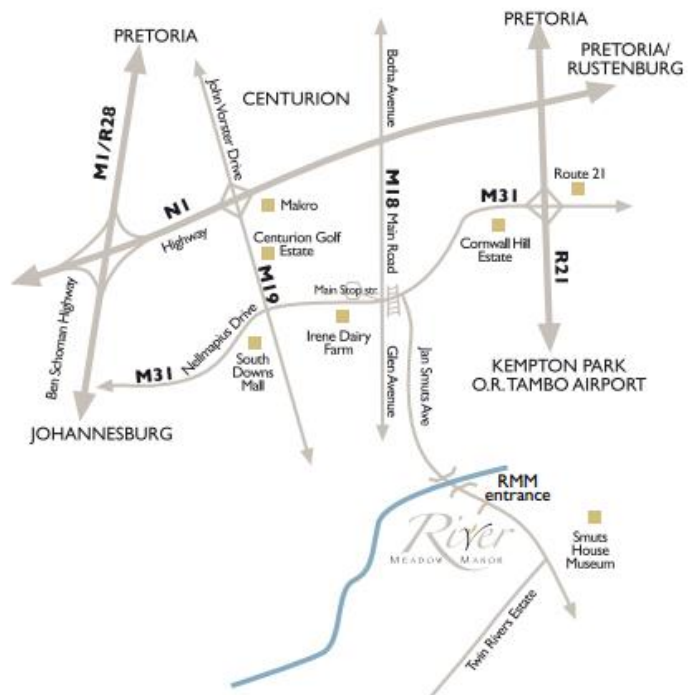 PRETORIA
PRETORIA
PRETORIA/
RUSTENBURG
CENTURION
John Vorster Drive
Botha Avenue
M1/R28
N1
Highway
Makro
M18 Main Road
Route 21
M31
Cornwall Hill
Estate
R21
Centurion Golf
Estate
M19
Main Stop str.
Nellmapius Drive
Irene Dairy
Farm
Ben Schoman Highway
M31
South
Downs
Mall
Glen Avenue
Jan Smuts Ave
KEMPTON PARK
O.R. TAMBO AIRPORT
JOHANNESBURG
RMM
entrance
River
MEADOW MANOR
Smuts
House
Museum
Twin Rivers Estate